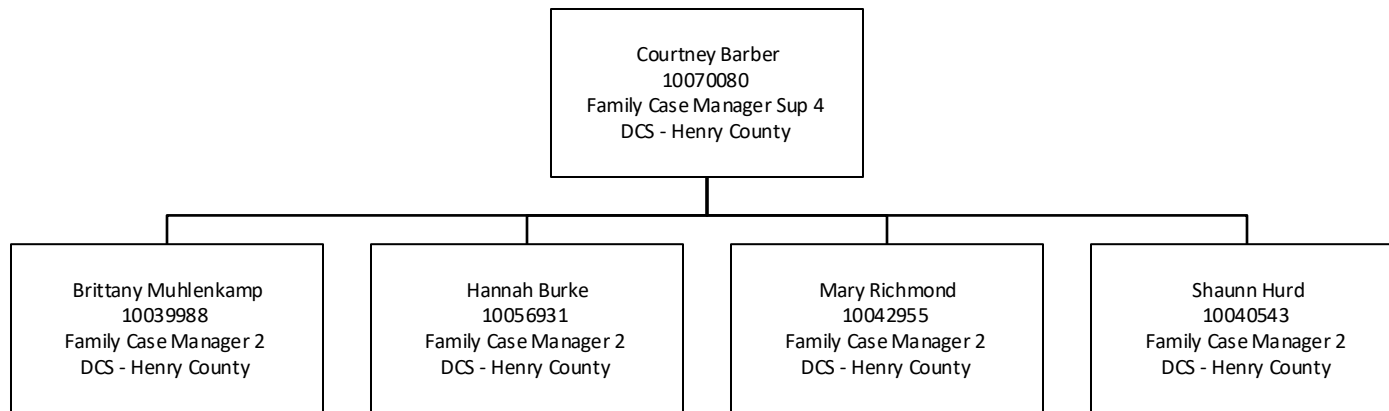 Courtney Barber
10070080
Family Case Manager Sup 4
DCS - Henry County
Brittany Muhlenkamp
10039988
Family Case Manager 2
DCS - Henry County
Hannah Burke
10056931
Family Case Manager 2
DCS - Henry County
Mary Richmond
10042955
Family Case Manager 2
DCS - Henry County
Shaunn Hurd
10040543
Family Case Manager 2
DCS - Henry County